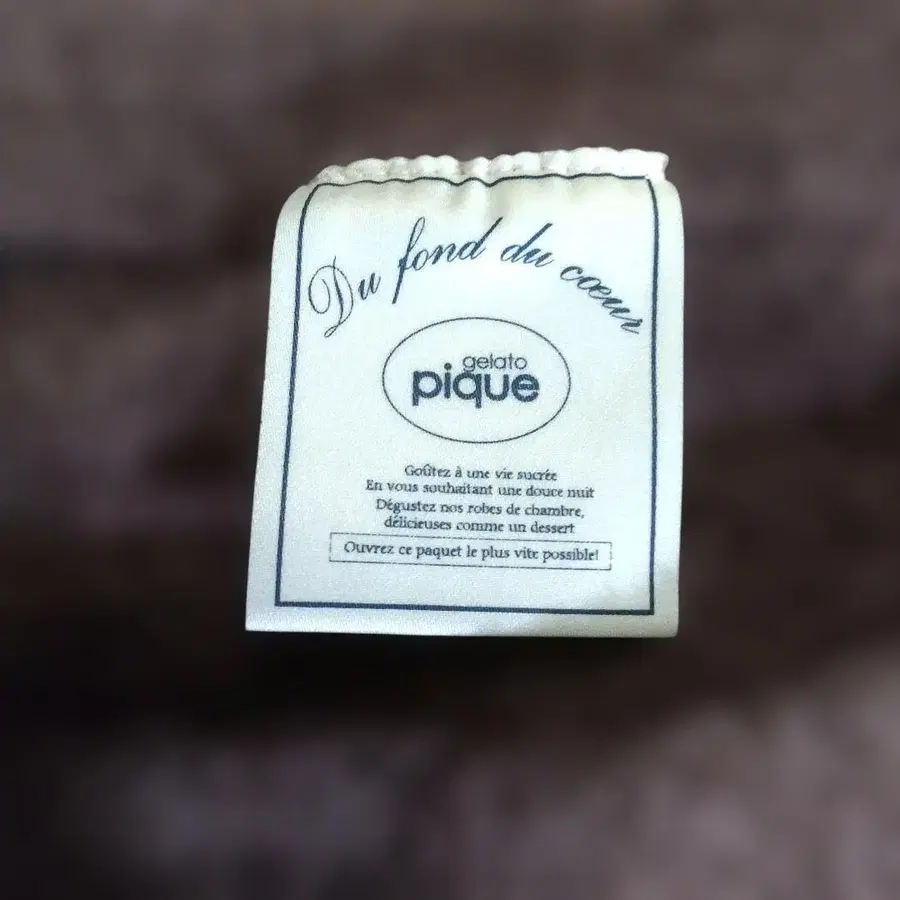 Du fond du cœur
gelato
pique
Goûtez à une vie sucrée
En vous souhaitant une douce nuit
Dégustez nos robes de chambre,
délicieuses comme un dessert
Ouvrez ce paquet le plus vite possible!